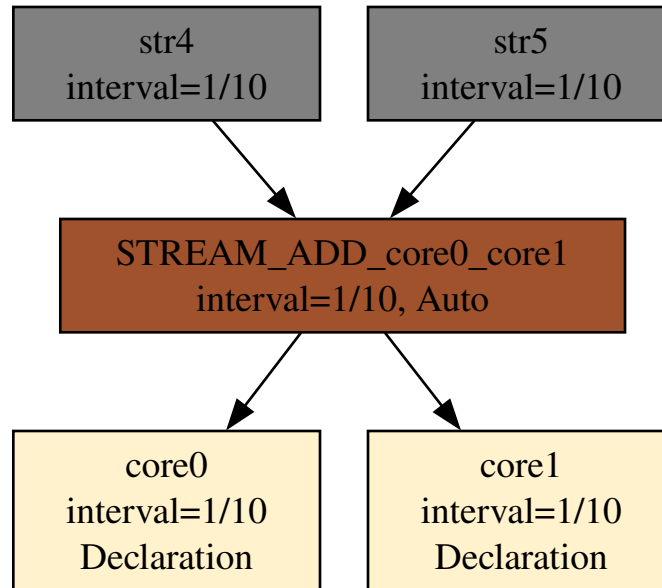 str4
interval=1/10
str5
interval=1/10
STREAM_ADD_core0_core1
interval=1/10, Auto
core0
interval=1/10
Declaration
core1
interval=1/10
Declaration